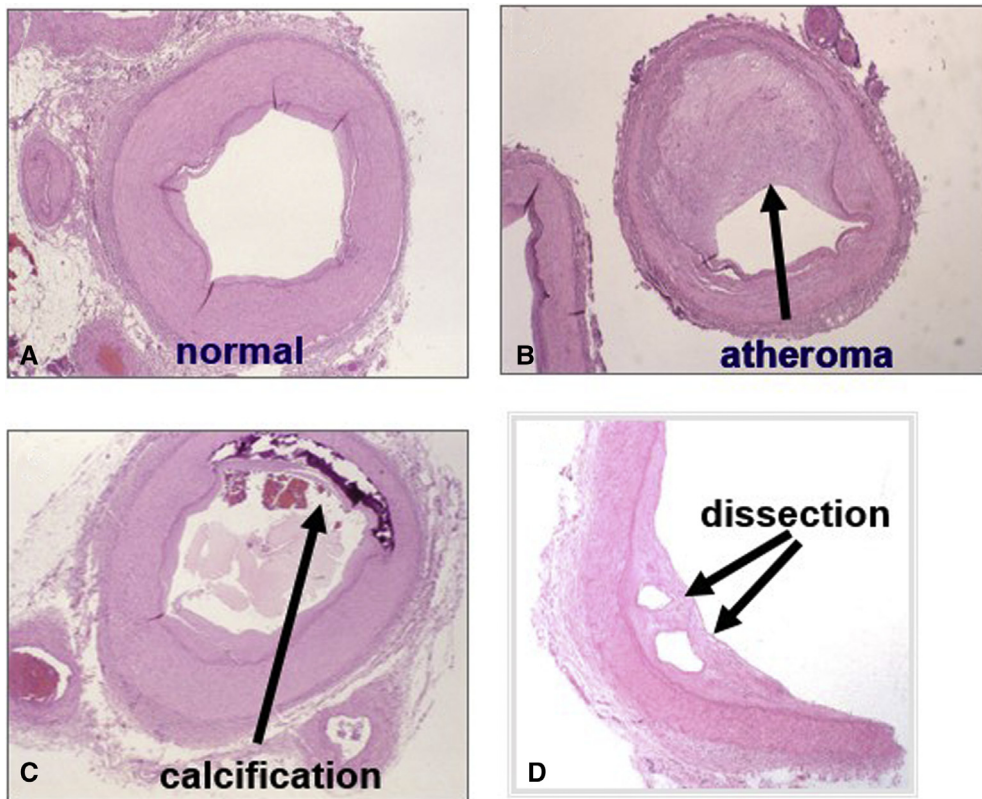 A
normal
B
atheroma
C
calcification
D
dissection